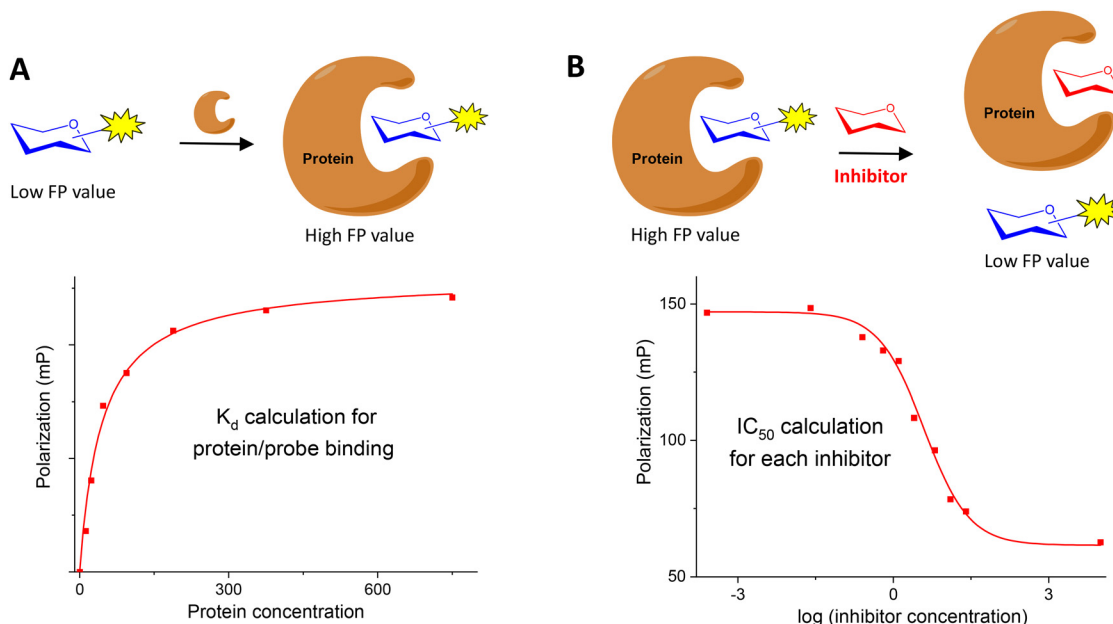 A
Low FP value
Protein
High FP value
Polarization (mP)
K_d calculation for
protein/probe binding
0
300
600
Protein concentration
B
Protein
High FP value
Inhibitor
Protein
Low FP value
Polarization (mP)
150
100
50
IC_50 calculation
for each inhibitor
-3
0
3
log (inhibitor concentration)
O
O
O
O
O
O